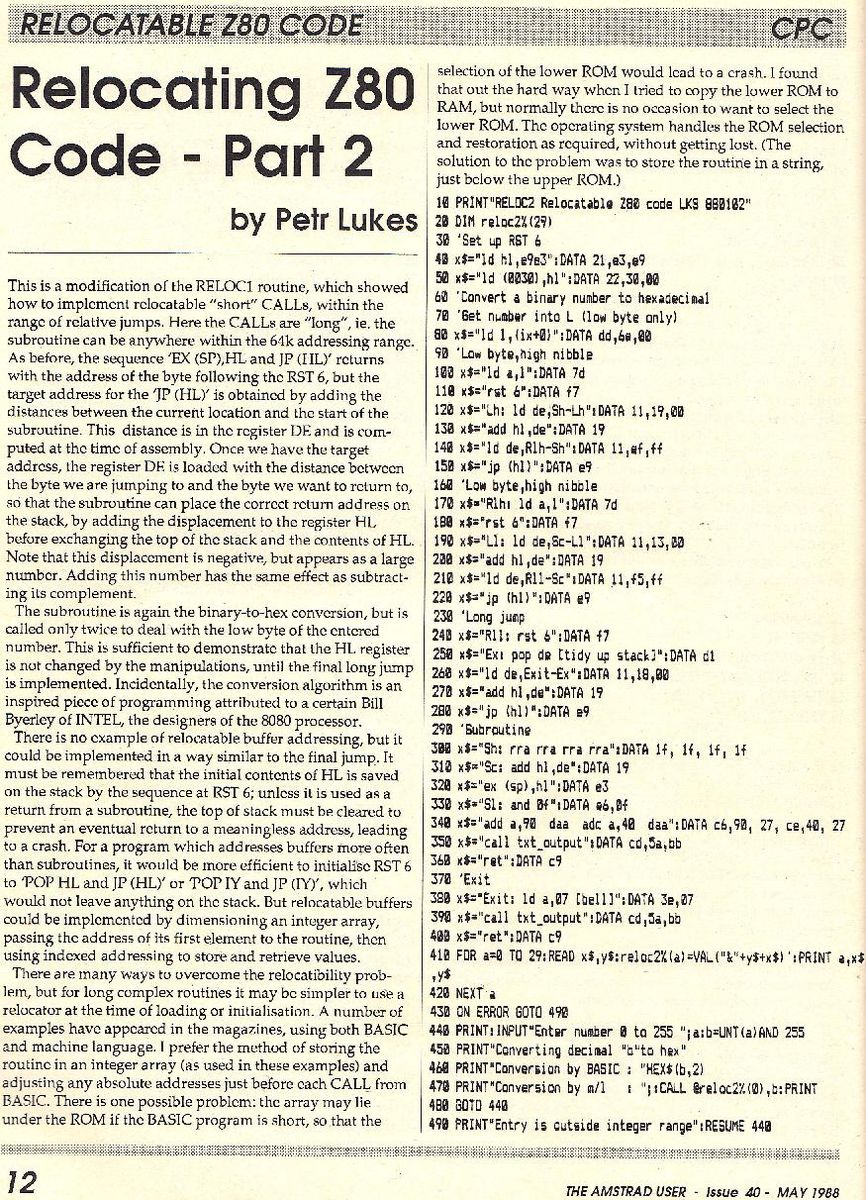 RELOCATABLE Z80 CODE
CPC
Relocating Z80
Code - Part 2
by Petr Lukes
This is a modification of the RELOC1 routine, which showed
how to implement relocatable "short" CALLs, within the
range of relative jumps. Here the CALLs are "long", ie. the
subroutine can be anywhere within the 64k addressing range.
As before, the sequence 'EX (SP),HL and JP (HL)' returns
with the address of the byte following the RST 6, but the
target address for the 'JP (HL)' is obtained by adding the
distances between the current location and the start of the
subroutine. This distance is in the register DE and is com-
puted at the time of assembly. Once we have the target
address, the register DE is loaded with the distance between
the byte we are jumping to and the byte we want to return to,
so that the subroutine can place the correct return address on
the stack, by adding the displacement to the register HL
before exchanging the top of the stack and the contents of HL.
Note that this displacement is negative, but appears as a large
number. Adding this number has the same effect as subtract-
ing its complement.
The subroutine is again the binary-to-hex conversion, but is
called only twice to deal with the low byte of the entered
number. This is sufficient to demonstrate that the HL register
is not changed by the manipulations, until the final long jump
is implemented. Incidentally, the conversion algorithm is an
inspired piece of programming attributed to a certain Bill
Byerley of INTEL, the designers of the 8080 processor.
There is no example of relocatable buffer addressing, but it
could be implemented in a way similar to the final jump. It
must be remembered that the initial contents of HL is saved
on the stack by the sequence at RST 6; unless it is used as a
return from a subroutine, the top of stack must be cleared to
prevent an eventual return to a meaningless address, leading
to a crash. For a program which addresses buffers more often
than subroutines, it would be more efficient to initialise RST 6
to 'POP HL and JP (HL)' or 'POP IY and JP (IY)', which
would not leave anything on the stack. But relocatable buffers
could be implemented by dimensioning an integer array,
passing the address of its first element to the routine, then
using indexed addressing to store and retrieve values.
There are many ways to overcome the relocatibility prob-
lem, but for long complex routines it may be simpler to use a
relocator at the time of loading or initialisation. A number of
examples have appeared in the magazines, using both BASIC
and machine language. I prefer the method of storing the
routine in an integer array (as used in these examples) and
adjusting any absolute addresses just before each CALL from
BASIC. There is one possible problem: the array may lie
under the ROM if the BASIC program is short, so that the
selection of the lower ROM would lead to a crash. I found
that out the hard way when I tried to copy the lower ROM to
RAM, but normally there is no occasion to want to select the
lower ROM. The operating system handles the ROM selection
and restoration as required, without getting lost. (The
solution to the problem was to store the routine in a string,
just below the upper ROM.)
10 PRINT"RELOC2 Relocatable Z80 code LKS 880102"
20 DIM reloc2%(29)
30 'Set up RST 6
40 x$="ld hl,e9e3":DATA 21,e3,e9
50 x$="ld (0030),hl":DATA 22,30,00
60 'Convert a binary number to hexadecimal
70 'Get number into L (low byte only)
80 x$="ld l,(ix+0)":DATA dd,6e,00
90 'Low byte,high nibble
100 x$="ld a,l":DATA 7d
110 x$="rst 6":DATA f7
120 x$="Lh: ld de,Sh-Lh":DATA 11,19,00
130 x$="add hl,de":DATA 19
140 x$="ld de,Rlh-Sh":DATA 11,ef,ff
150 x$="jp (hl)":DATA e9
160 'Low byte,high nibble
170 x$="Rlh: ld a,l":DATA 7d
180 x$="rst 6":DATA f7
190 x$="Ll: ld de,Sc-Ll":DATA 11,13,00
200 x$="add hl,de":DATA 19
210 x$="ld de,Rll-Sc":DATA 11,f5,ff
220 x$="jp (hl)":DATA e9
230 'Long jump
240 x$="Rll: rst 6":DATA f7
250 x$="Ex: pop de [tidy up stack]":DATA d1
260 x$="ld de,Exit-Ex":DATA 11,18,00
270 x$="add hl,de":DATA 19
280 x$="jp (hl)":DATA e9
290 'Subroutine
300 x$="Sh: rra rra rra rra":DATA 1f, 1f, 1f, 1f
310 x$="Sc: add hl,de":DATA 19
320 x$="ex (sp),hl":DATA e3
330 x$="Sl: and 0f":DATA e6,0f
340 x$="add a,90  daa  adc a,40  daa":DATA c6,90, 27, ce,40, 27
350 x$="call txt_output":DATA cd,5a,bb
360 x$="ret":DATA c9
370 'Exit
380 x$="Exit: ld a,07 [bell]":DATA 3e,07
390 x$="call txt_output":DATA cd,5a,bb
400 x$="ret":DATA c9
410 FOR a=0 TO 29:READ x$,y$:reloc2%(a)=VAL("&"+y$+x$)':PRINT a,x$
,y$
420 NEXT a
430 ON ERROR GOTO 490
440 PRINT:INPUT"Enter number 0 to 255 ";a:b=UNT(a)AND 255
450 PRINT"Converting decimal "b"to hex"
460 PRINT"Conversion by BASIC : "HEX$(b,2)
470 PRINT"Conversion by m/l   : ";:CALL @reloc2%(0),b:PRINT
480 GOTO 440
490 PRINT"Entry is outside integer range":RESUME 440
12
THE AMSTRAD USER - Issue 40 - MAY 1988